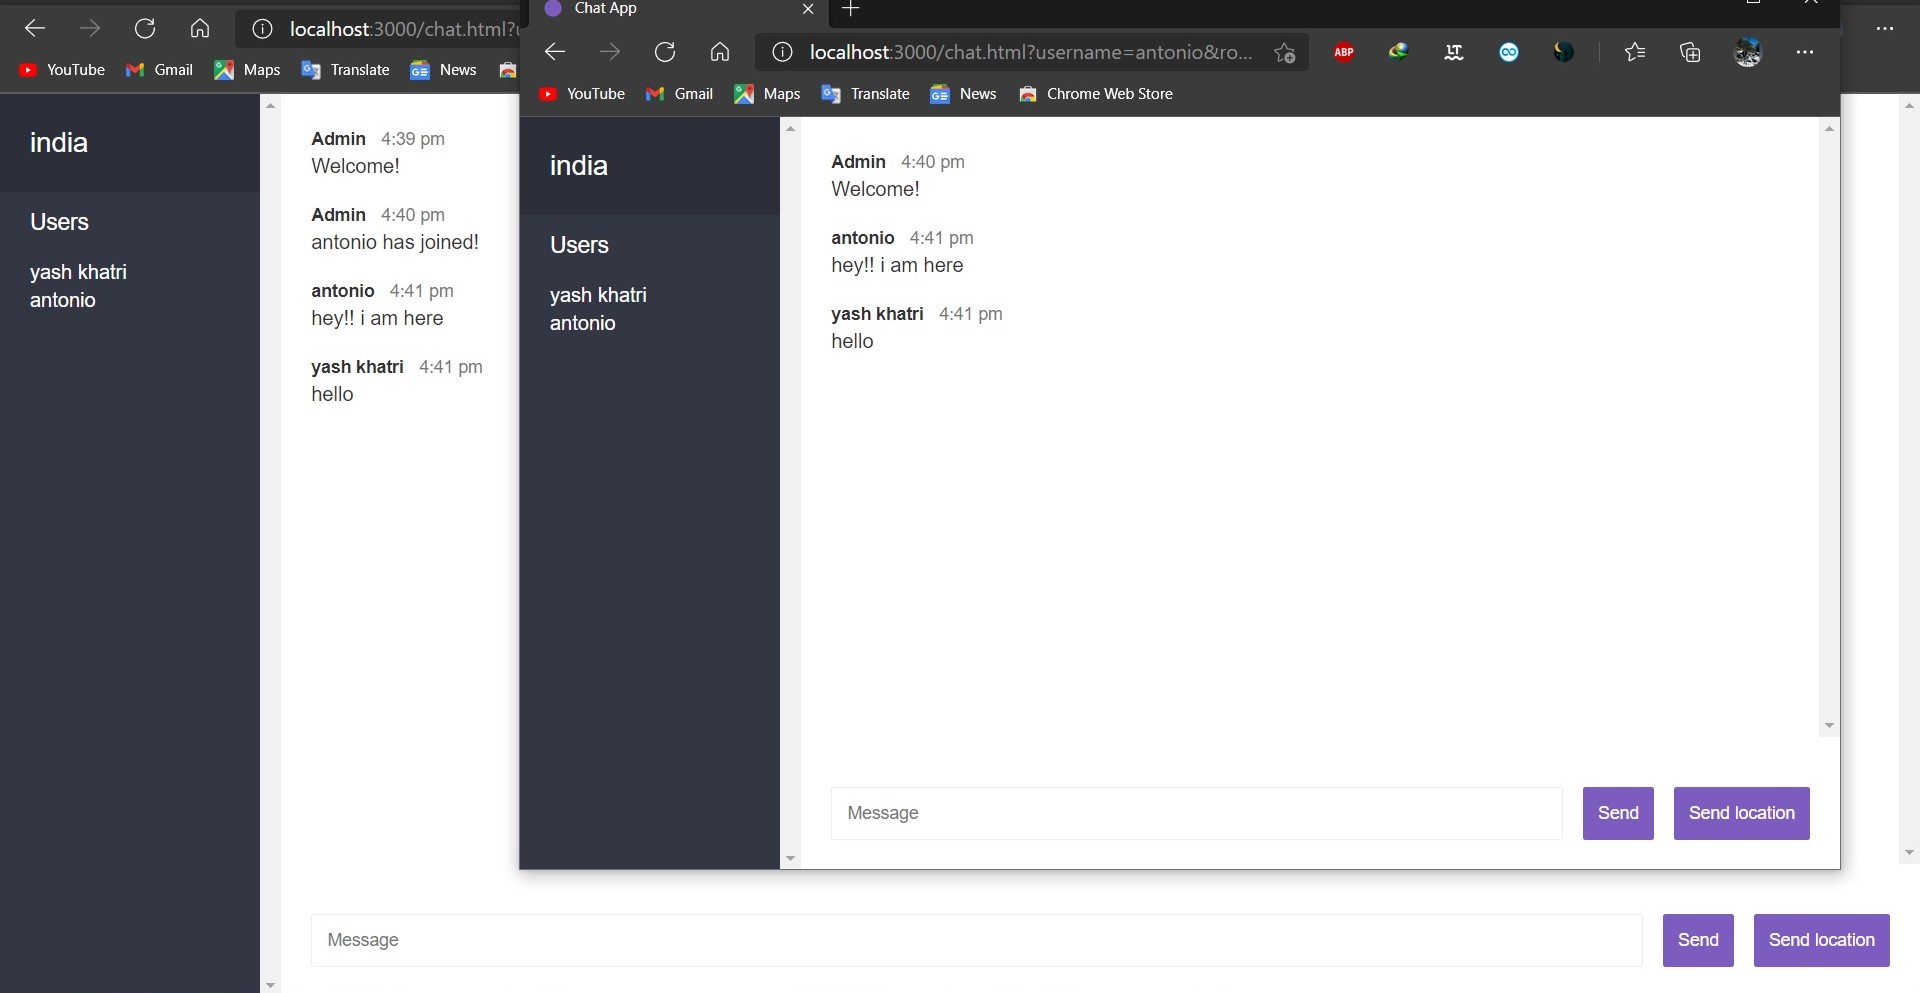 localhost:3000/chat.html?
YouTube Gmail Maps Translate News
india
Users
yash khatri
antonio
Admin 4:39 pm
Welcome!
Admin 4:40 pm
antonio has joined!
antonio 4:41 pm
hey!! i am here
yash khatri 4:41 pm
hello
Message Send Send location
Chat App
localhost:3000/chat.html?username=antonio&ro...
ABP LT
YouTube Gmail Maps Translate GE News Chrome Web Store
india
Users
yash khatri
antonio
Admin 4:40 pm
Welcome!
antonio 4:41 pm
hey!! i am here
yash khatri 4:41 pm
hello
Message Send Send location